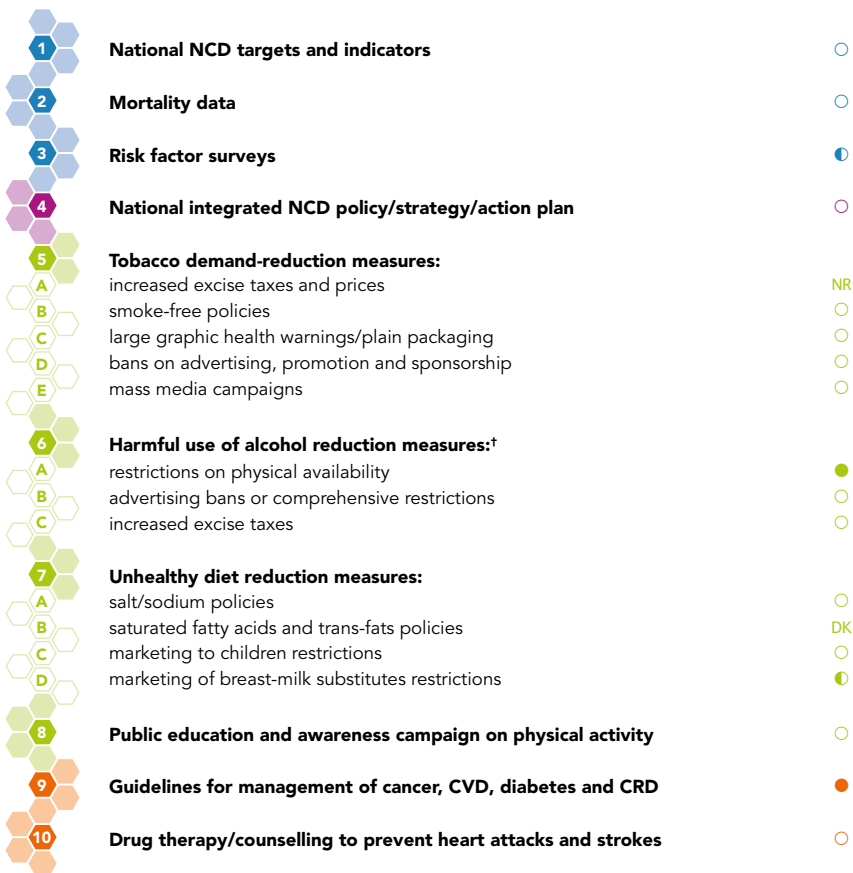 1 National NCD targets and indicators ○
2 Mortality data ○
3 Risk factor surveys ◐
4 National integrated NCD policy/strategy/action plan ○
5 Tobacco demand-reduction measures:
A increased excise taxes and prices NR
B smoke-free policies ○
C large graphic health warnings/plain packaging ○
D bans on advertising, promotion and sponsorship ○
E mass media campaigns ○
6 Harmful use of alcohol reduction measures:†
A restrictions on physical availability ●
B advertising bans or comprehensive restrictions ○
C increased excise taxes ○
7 Unhealthy diet reduction measures:
A salt/sodium policies ○
B saturated fatty acids and trans-fats policies DK
C marketing to children restrictions ○
D marketing of breast-milk substitutes restrictions ◐
8 Public education and awareness campaign on physical activity ○
9 Guidelines for management of cancer, CVD, diabetes and CRD ●
10 Drug therapy/counselling to prevent heart attacks and strokes ○